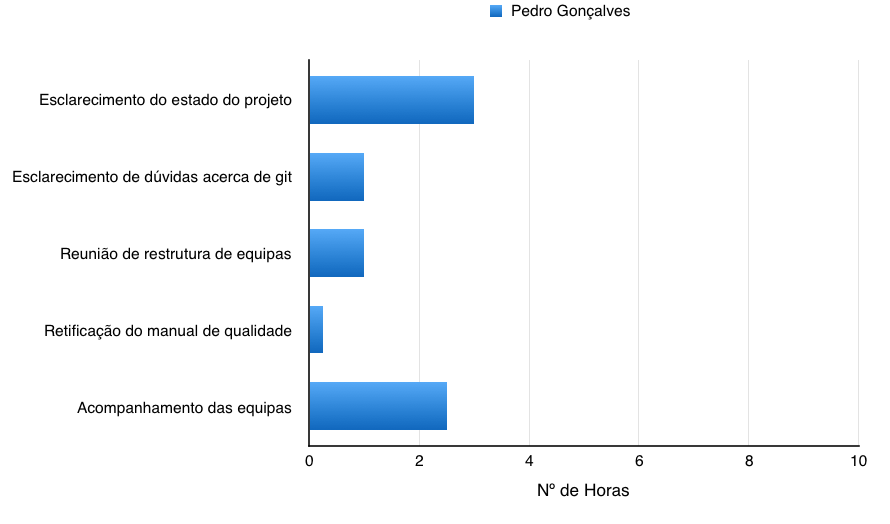 Pedro Gonçalves
Esclarecimento do estado do projeto
Esclarecimento de dúvidas acerca de git
Reunião de restrutura de equipas
Retificação do manual de qualidade
Acompanhamento das equipas
0 2 4 6 8 10
Nº de Horas